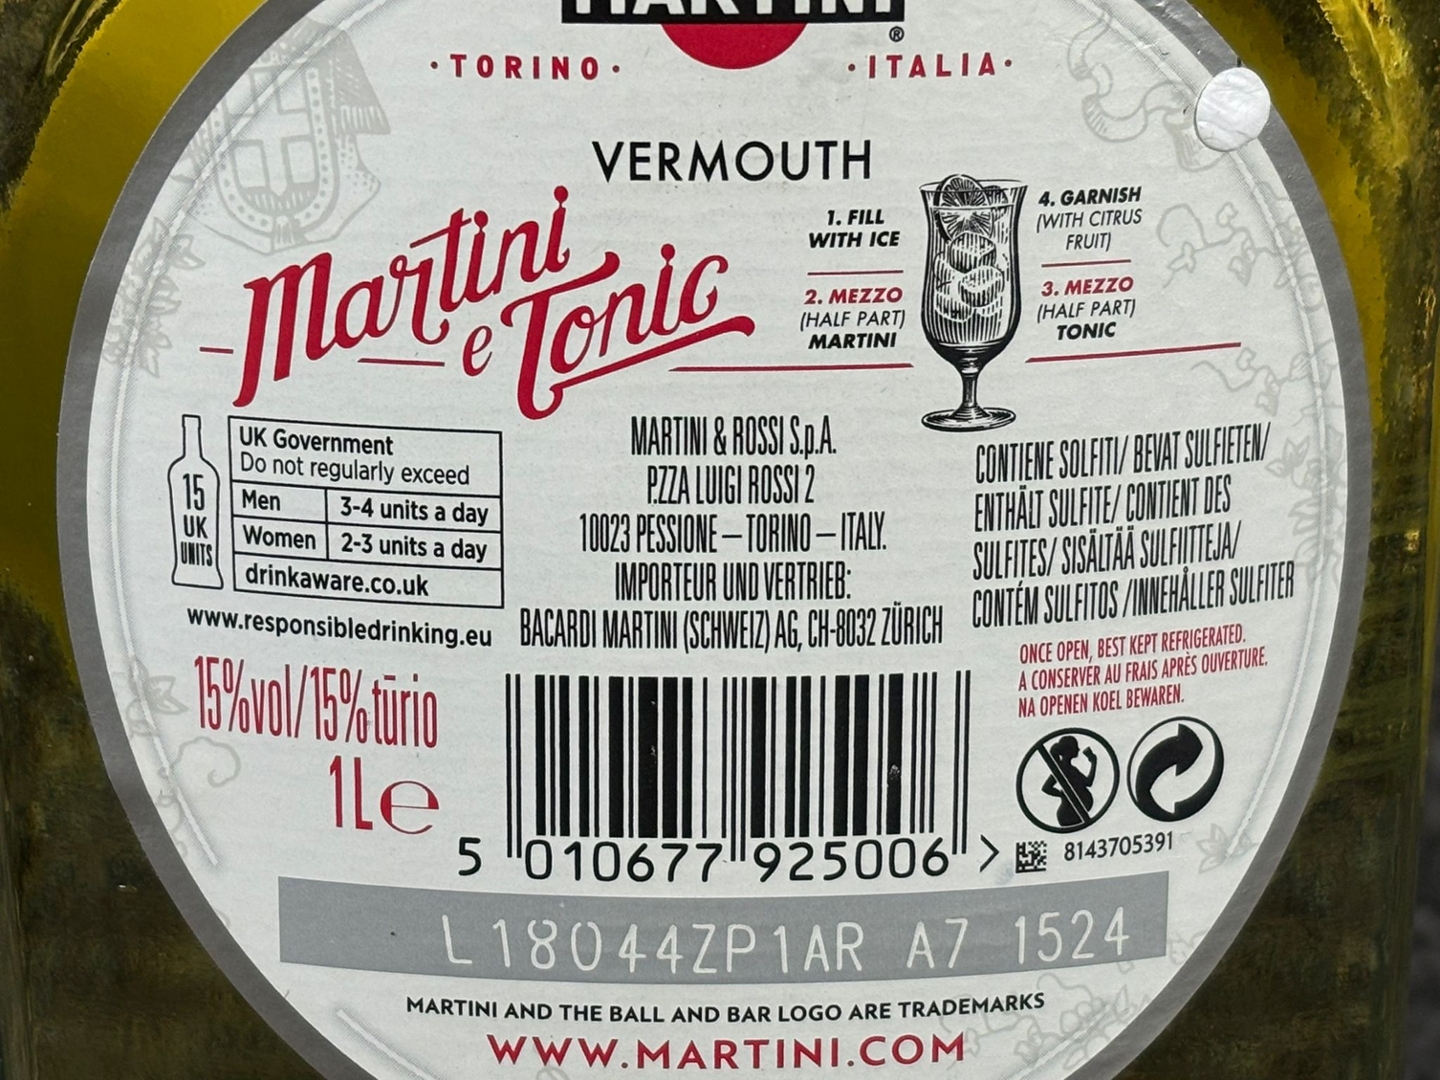 MARTINI
®
·TORINO· ·ITALIA·
VERMOUTH
Martini
e Tonic
1. FILL
WITH ICE
2. MEZZO
(HALF PART)
MARTINI
4. GARNISH
(WITH CITRUS
FRUIT)
3. MEZZO
(HALF PART)
TONIC
15
UK
UNITS
UK Government
Do not regularly exceed
Men 3-4 units a day
Women 2-3 units a day
drinkaware.co.uk
www.responsibledrinking.eu
MARTINI & ROSSI S.p.A.
P.ZZA LUIGI ROSSI 2
10023 PESSIONE – TORINO – ITALY.
IMPORTEUR UND VERTRIEB:
BACARDI MARTINI (SCHWEIZ) AG, CH-8032 ZÜRICH
CONTIENE SOLFITI/ BEVAT SULFIETEN/
ENTHÄLT SULFITE/ CONTIENT DES
SULFITES/ SISÄLTÄÄ SULFIITTEJA/
CONTÉM SULFITOS /INNEHÅLLER SULFITER
ONCE OPEN, BEST KEPT REFRIGERATED.
A CONSERVER AU FRAIS APRÈS OUVERTURE.
NA OPENEN KOEL BEWAREN.
15%vol/15% tūrio
1L e
5 010677 925006 >
8143705391
L18044ZP1AR A7 1524
MARTINI AND THE BALL AND BAR LOGO ARE TRADEMARKS
WWW.MARTINI.COM